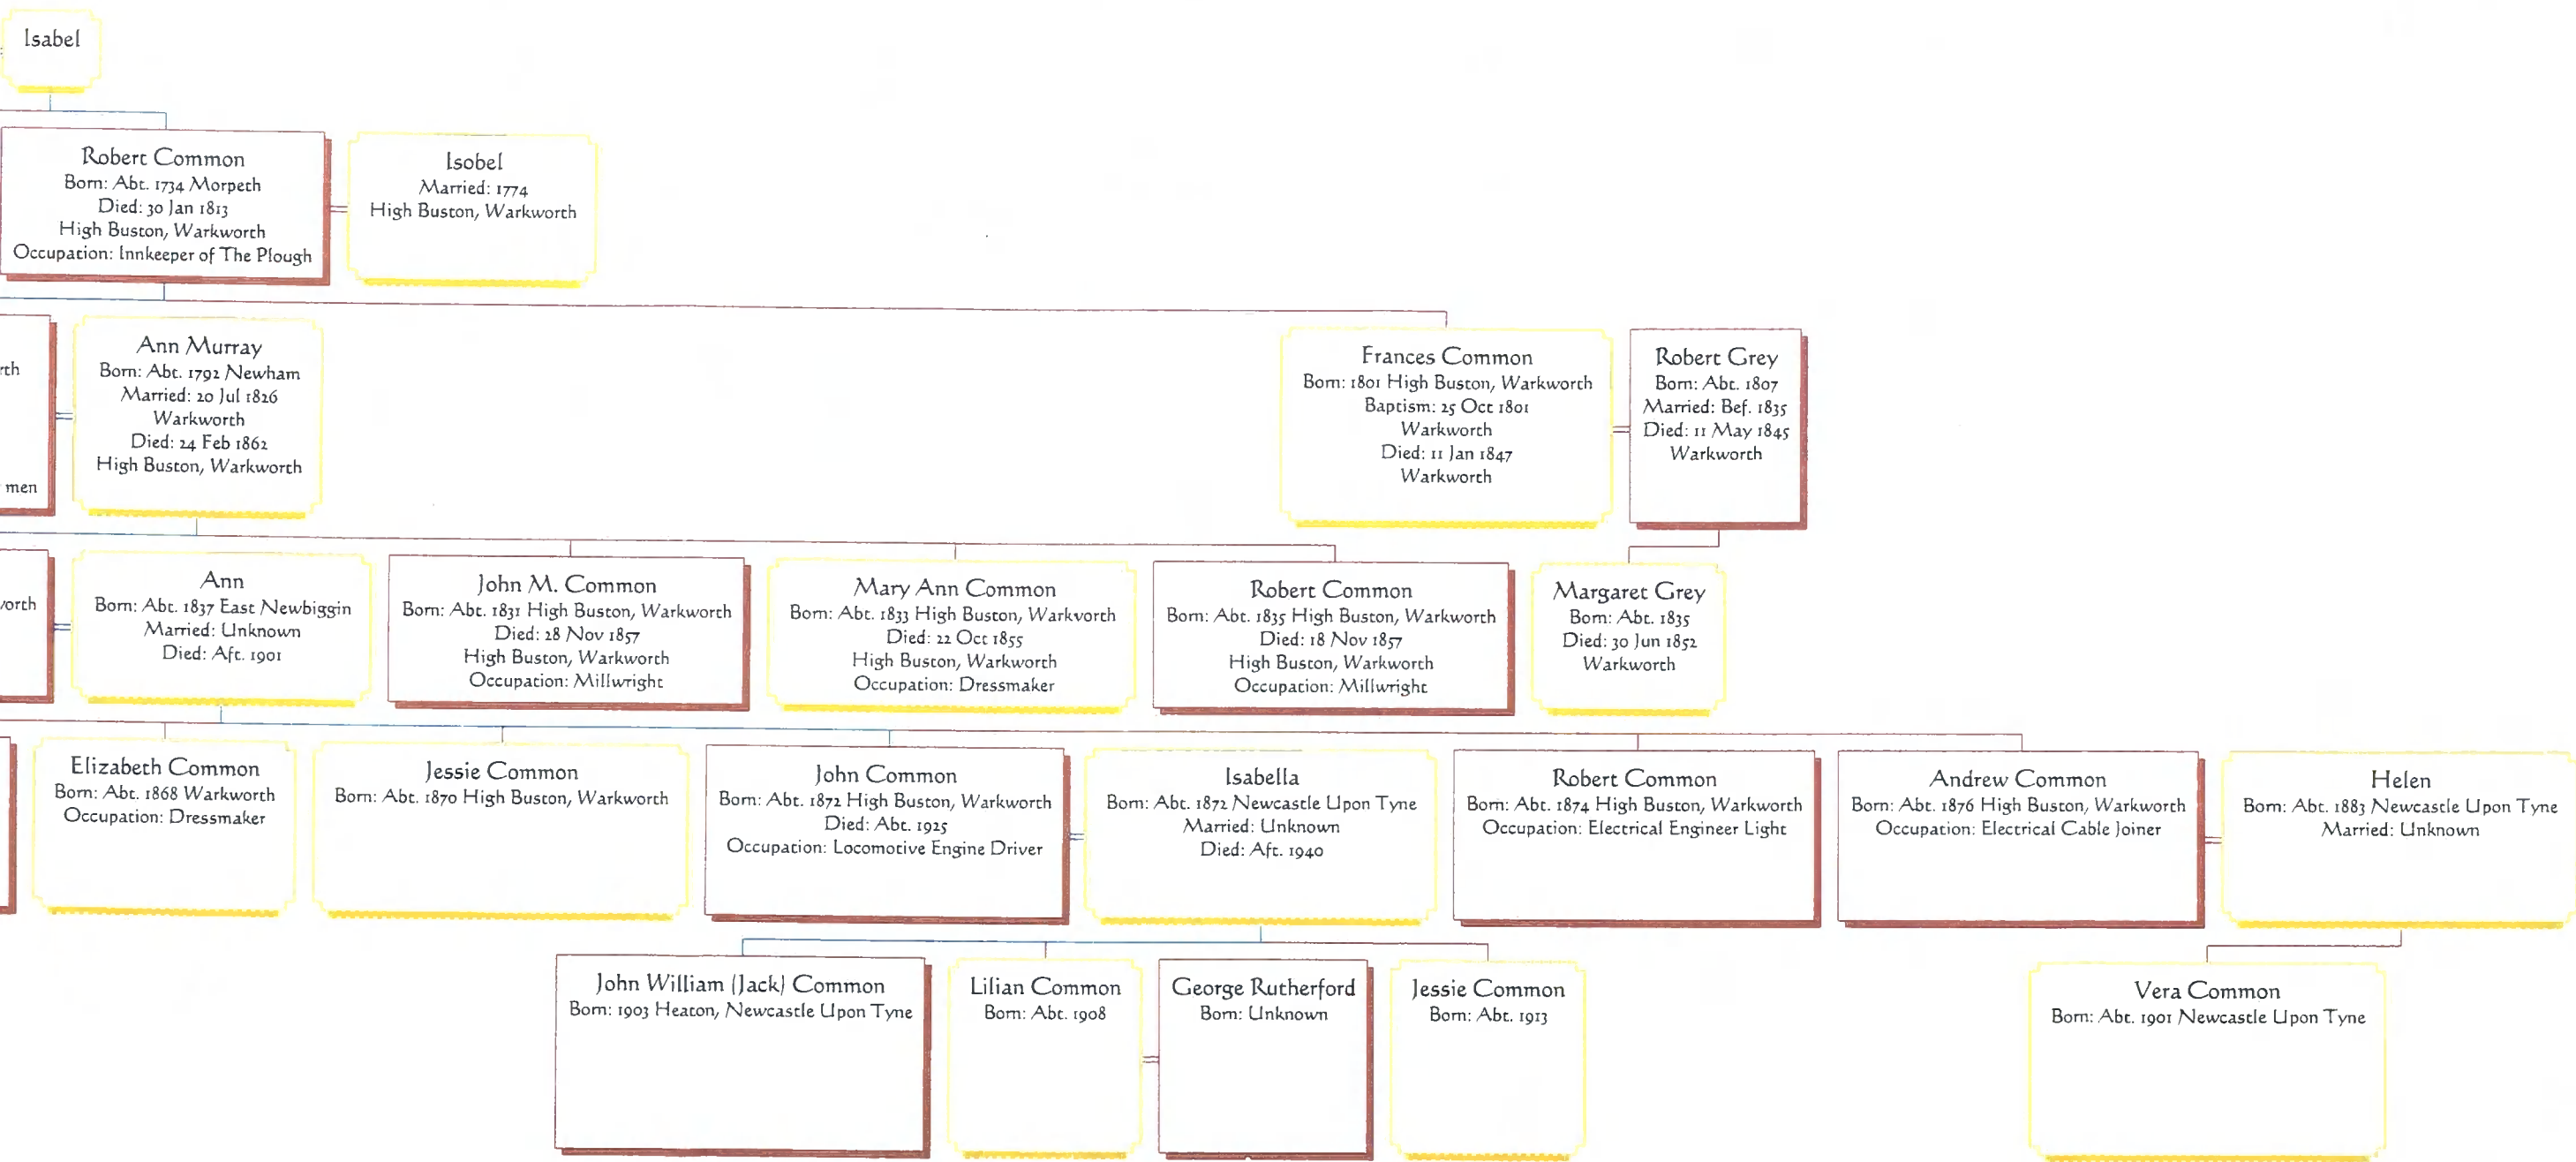 Isabel
Robert Common
Born: Abt. 1734 Morpeth
Died: 30 Jan 1813
High Buston, Warkworth
Occupation: Innkeeper of The Plough
Isobel
Married: 1774
High Buston, Warkworth
rth
men
Ann Murray
Born: Abt. 1792 Newham
Married: 20 Jul 1826
Warkworth
Died: 24 Feb 1862
High Buston, Warkworth
Frances Common
Born: 1801 High Buston, Warkworth
Baptism: 25 Oct 1801
Warkworth
Died: 11 Jan 1847
Warkworth
Robert Grey
Born: Abt. 1807
Married: Bef. 1835
Died: 11 May 1845
Warkworth
vorth
Ann
Born: Abt. 1837 East Newbiggin
Married: Unknown
Died: Aft. 1901
John M. Common
Born: Abt. 1831 High Buston, Warkworth
Died: 28 Nov 1857
High Buston, Warkworth
Occupation: Millwright
Mary Ann Common
Born: Abt. 1833 High Buston, Warkvorth
Died: 22 Oct 1855
High Buston, Warkworth
Occupation: Dressmaker
Robert Common
Born: Abt. 1835 High Buston, Warkworth
Died: 18 Nov 1857
High Buston, Warkworth
Occupation: Millwright
Margaret Grey
Born: Abt. 1835
Died: 30 Jun 1852
Warkworth
Elizabeth Common
Born: Abt. 1868 Warkworth
Occupation: Dressmaker
Jessie Common
Born: Abt. 1870 High Buston, Warkworth
John Common
Born: Abt. 1872 High Buston, Warkworth
Died: Abt. 1925
Occupation: Locomotive Engine Driver
Isabella
Born: Abt. 1872 Newcastle Upon Tyne
Married: Unknown
Died: Aft. 1940
Robert Common
Born: Abt. 1874 High Buston, Warkworth
Occupation: Electrical Engineer Light
Andrew Common
Born: Abt. 1876 High Buston, Warkworth
Occupation: Electrical Cable Joiner
Helen
Born: Abt. 1883 Newcastle Upon Tyne
Married: Unknown
John William (Jack) Common
Born: 1903 Heaton, Newcastle Upon Tyne
Lilian Common
Born: Abt. 1908
George Rutherford
Born: Unknown
Jessie Common
Born: Abt. 1913
Vera Common
Born: Abt. 1901 Newcastle Upon Tyne